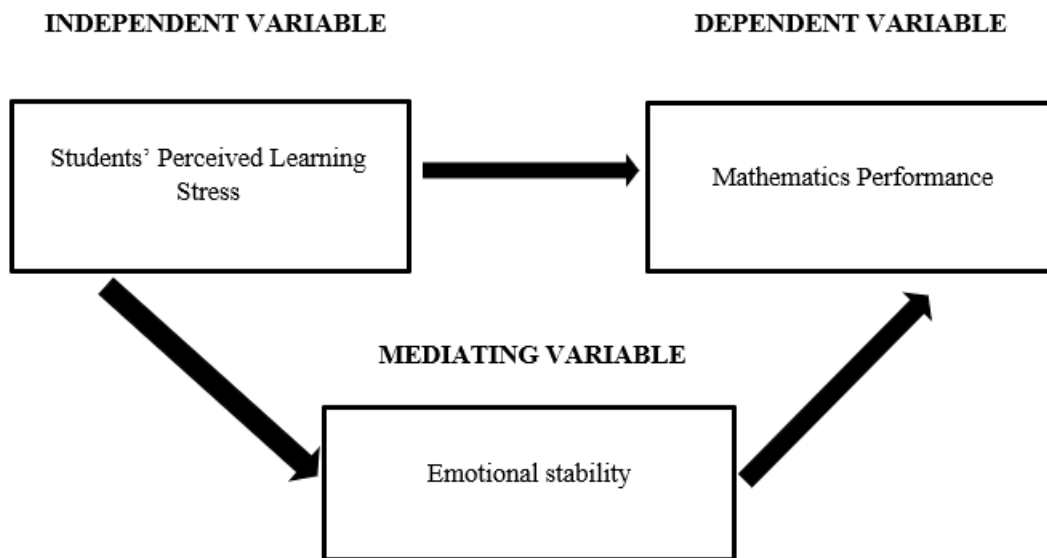 INDEPENDENT VARIABLE
DEPENDENT VARIABLE
Students’ Perceived Learning
Stress
Mathematics Performance
MEDIATING VARIABLE
Emotional stability